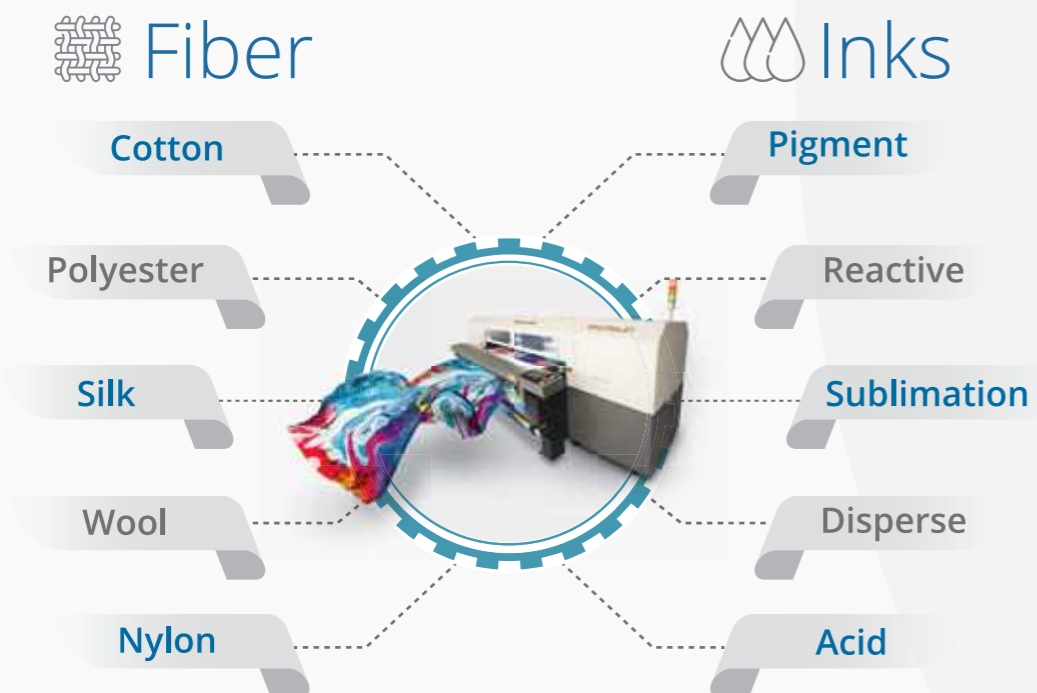 Fiber
Inks
Cotton
Pigment
Polyester
Reactive
Silk
Sublimation
Wool
Disperse
Nylon
Acid